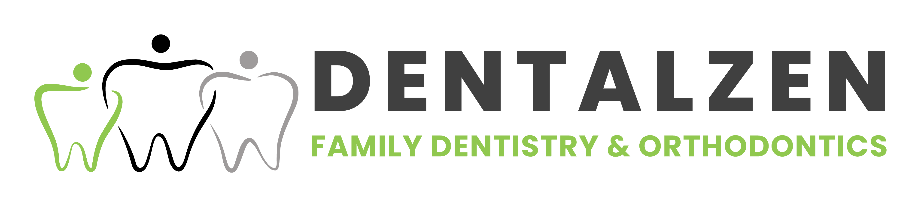 DENTALZEN
FAMILY DENTISTRY & ORTHODONTICS